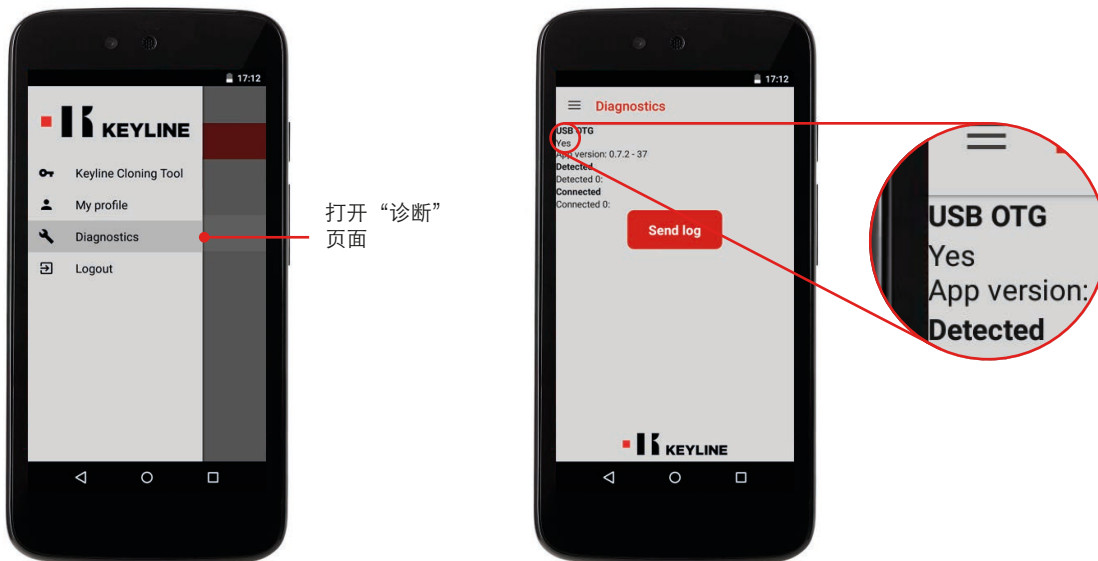 17:12
KEYLINE
Keyline Cloning Tool
My profile
Diagnostics
Logout
打开“诊断”
页面
17:12
Diagnostics
USB OTG
Yes
App version: 0.7.2 - 37
Detected
Detected 0:
Connected
Connected 0:
Send log
KEYLINE
USB OTG
Yes
App version:
Detected